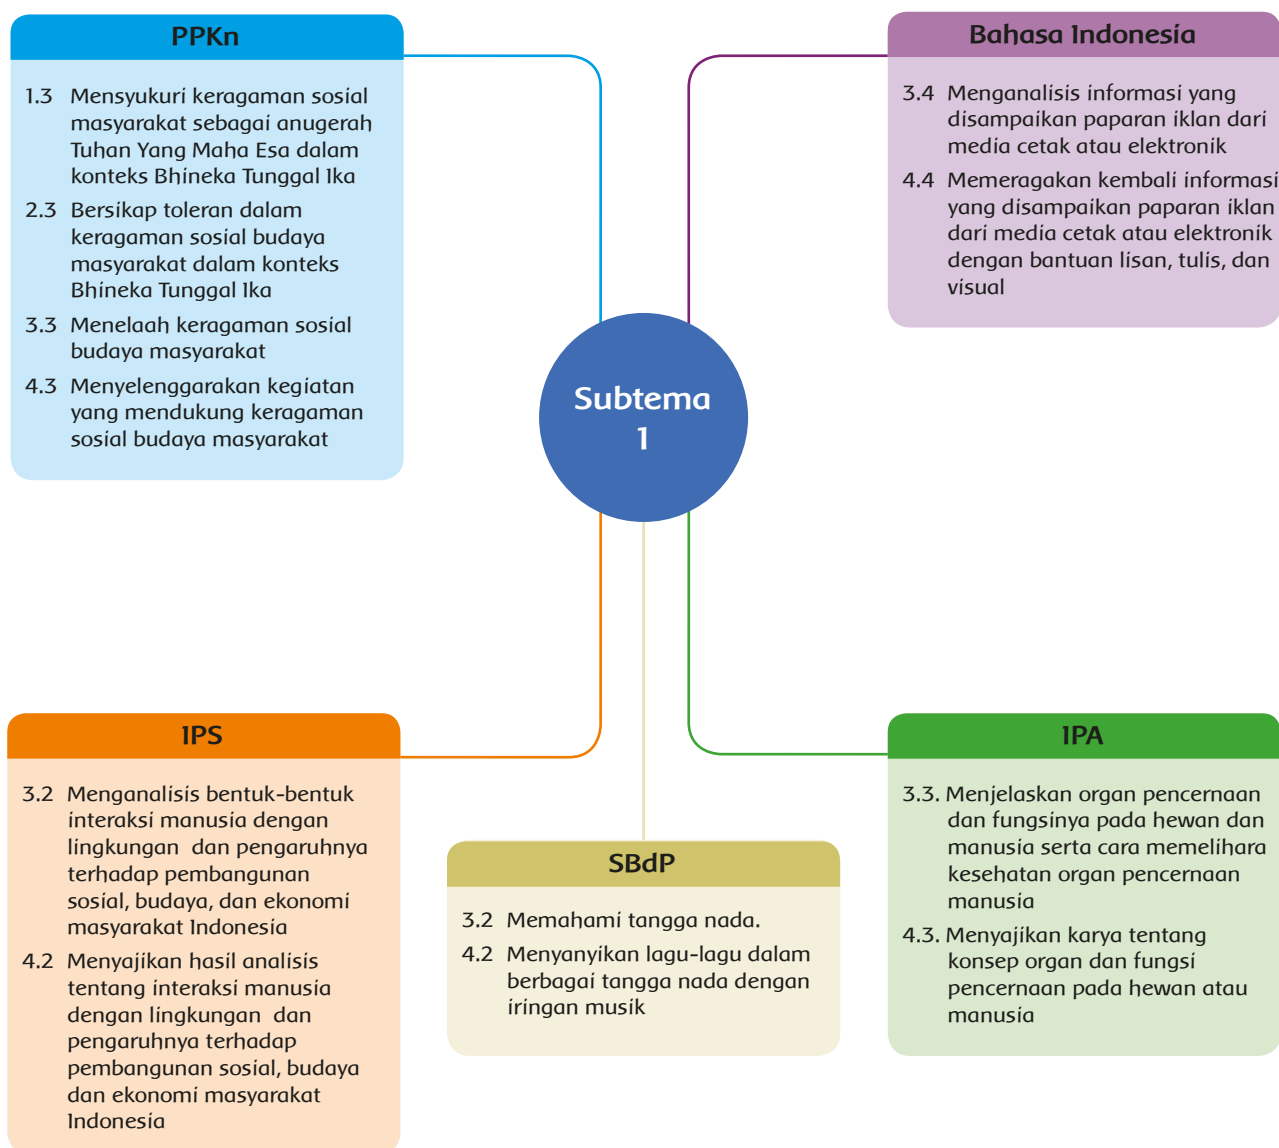 PPKn
1.3 Mensyukuri keragaman sosial
masyarakat sebagai anugerah
Tuhan Yang Maha Esa dalam
konteks Bhineka Tunggal Ika
2.3 Bersikap toleran dalam
keragaman sosial budaya
masyarakat dalam konteks
Bhineka Tunggal Ika
3.3 Menelaah keragaman sosial
budaya masyarakat
4.3 Menyelenggarakan kegiatan
yang mendukung keragaman
sosial budaya masyarakat
Bahasa Indonesia
3.4 Menganalisis informasi yang
disampaikan paparan iklan dari
media cetak atau elektronik
4.4 Memeragakan kembali informasi
yang disampaikan paparan iklan
dari media cetak atau elektronik
dengan bantuan lisan, tulis, dan
visual
Subtema
1
IPS
3.2 Menganalisis bentuk-bentuk
interaksi manusia dengan
lingkungan dan pengaruhnya
terhadap pembangunan
sosial, budaya, dan ekonomi
masyarakat Indonesia
4.2 Menyajikan hasil analisis
tentang interaksi manusia
dengan lingkungan dan
pengaruhnya terhadap
pembangunan sosial, budaya
dan ekonomi masyarakat
Indonesia
SBdP
3.2 Memahami tangga nada.
4.2 Menyanyikan lagu-lagu dalam
berbagai tangga nada dengan
iringan musik
IPA
3.3. Menjelaskan organ pencernaan
dan fungsinya pada hewan dan
manusia serta cara memelihara
kesehatan organ pencernaan
manusia
4.3. Menyajikan karya tentang
konsep organ dan fungsi
pencernaan pada hewan atau
manusia